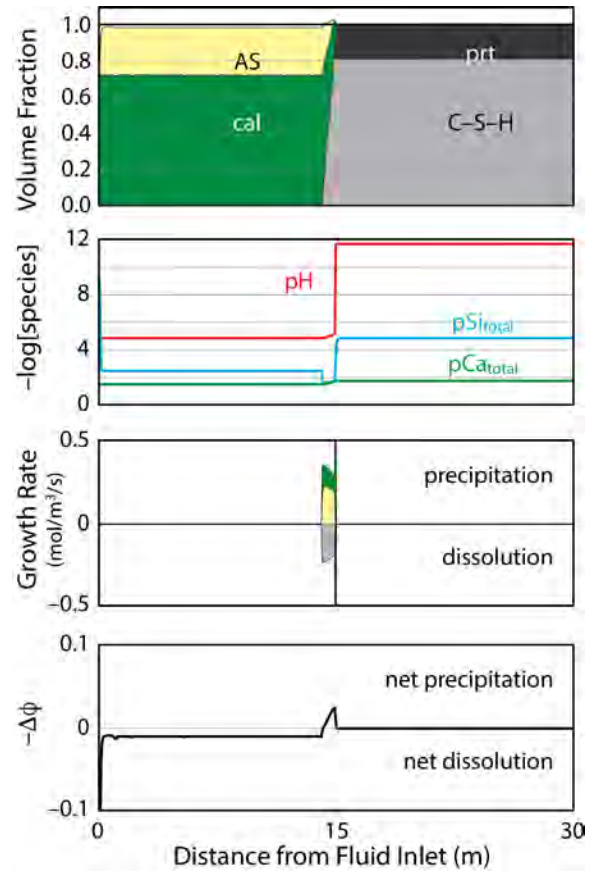 Volume Fraction
1.0
0.8
0.6
0.4
0.2
0.0
AS
cal
prt
C–S–H
–log[species]
12
8
4
0
pH
pSitotal
pCatotal
Growth Rate
(mol/m³/s)
0.5
0
–0.5
precipitation
dissolution
–Δϕ
0.1
0
–0.1
net precipitation
net dissolution
0
15
30
Distance from Fluid Inlet (m)